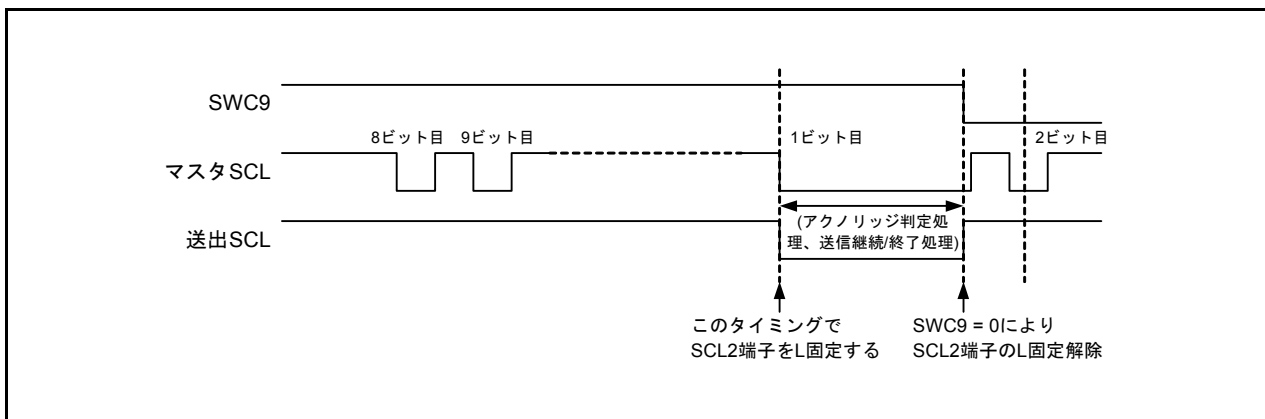 SWC9
8ビット目 9ビット目 1ビット目 2ビット目
マスタSCL
(アクノリッジ判定処
理、送信継続/終了処理)
送出SCL
このタイミングで
SCL2端子をL固定する
SWC9 = 0により
SCL2端子のL固定解除